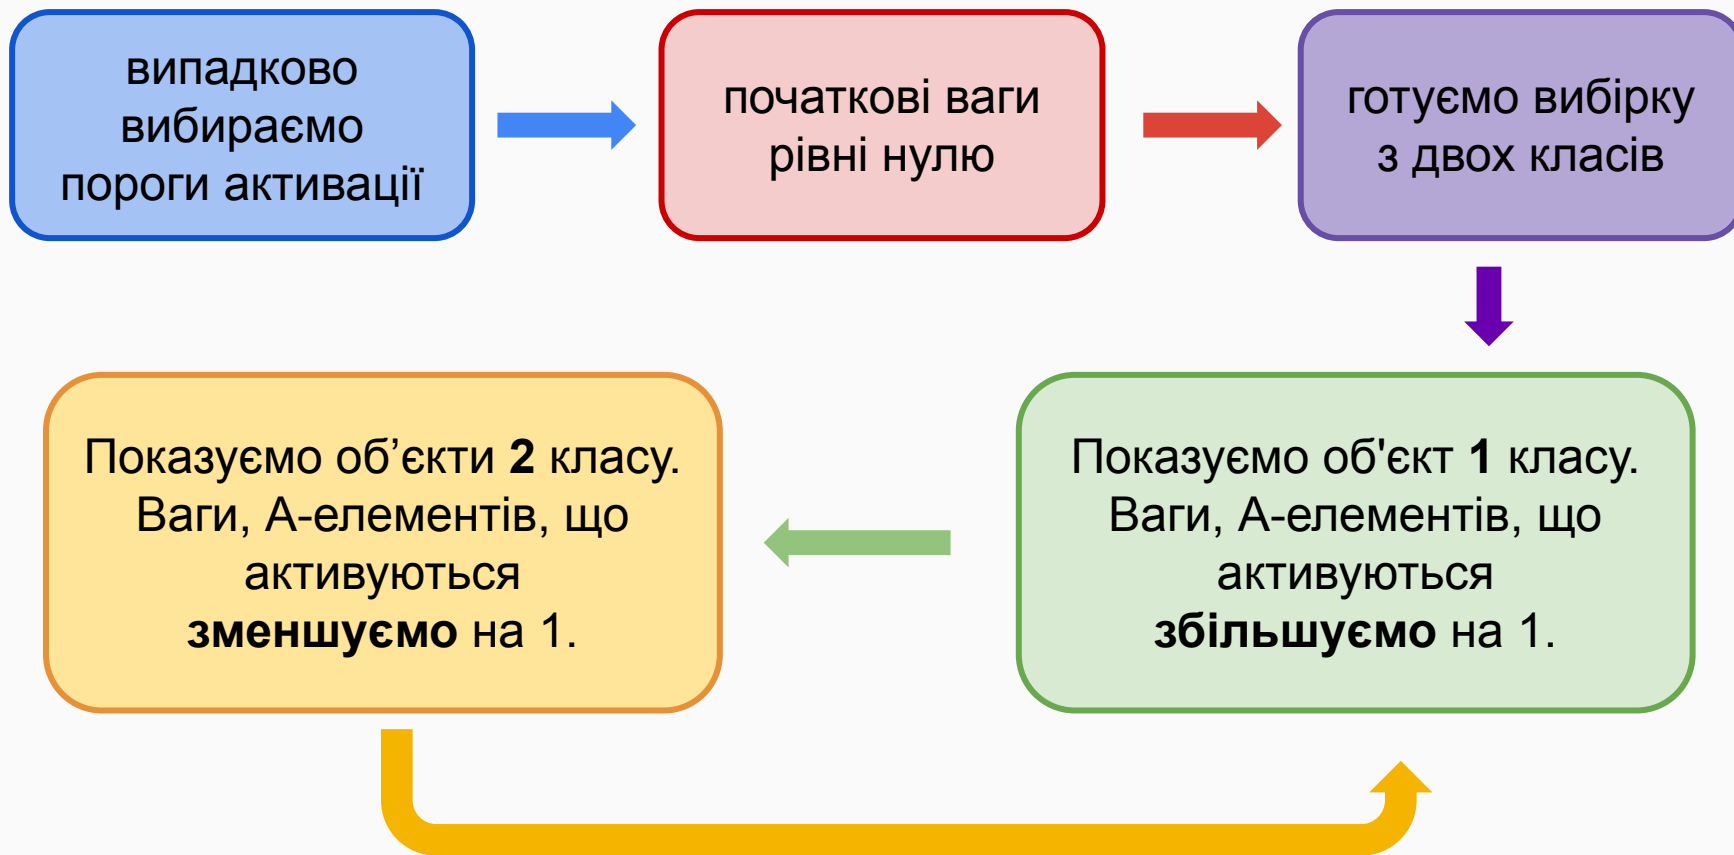 випадково
вибираємо
пороги активації
початкові ваги
рівні нулю
готуємо вибірку
з двох класів
Показуємо об'єкт 1 класу.
Ваги, А-елементів, що
активуються
збільшуємо на 1.
Показуємо об’єкти 2 класу.
Ваги, А-елементів, що
активуються
зменшуємо на 1.